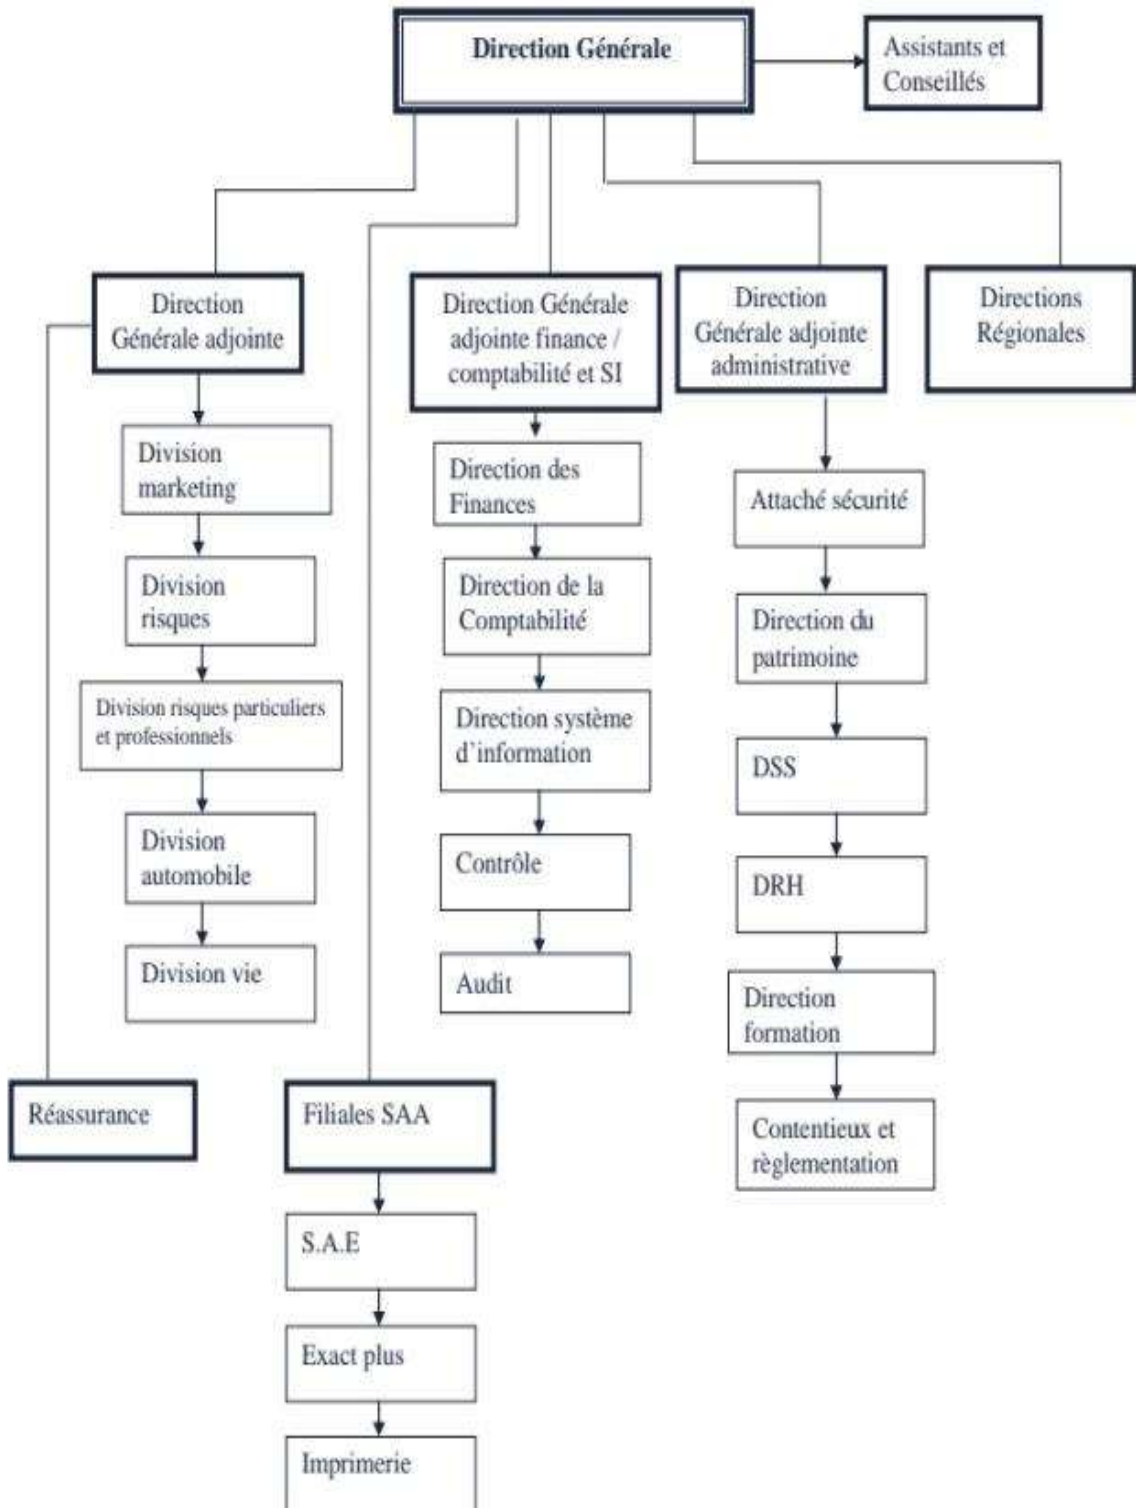 Direction Générale
Assistants et
Conseillés
Direction
Générale adjointe
Direction Générale
adjointe finance /
comptabilité et SI
Direction
Générale adjointe
administrative
Directions
Régionales
Division
marketing
Division
risques
Division risques particuliers
et professionnels
Division
automobile
Division vie
Direction des
Finances
Direction de la
Comptabilité
Direction système
d'information
Contrôle
Audit
Attaché sécurité
Direction du
patrimoine
DSS
DRH
Direction
formation
Contentieux et
règlementation
Réassurance
Filiales SAA
S.A.E
Exact plus
Imprimerie